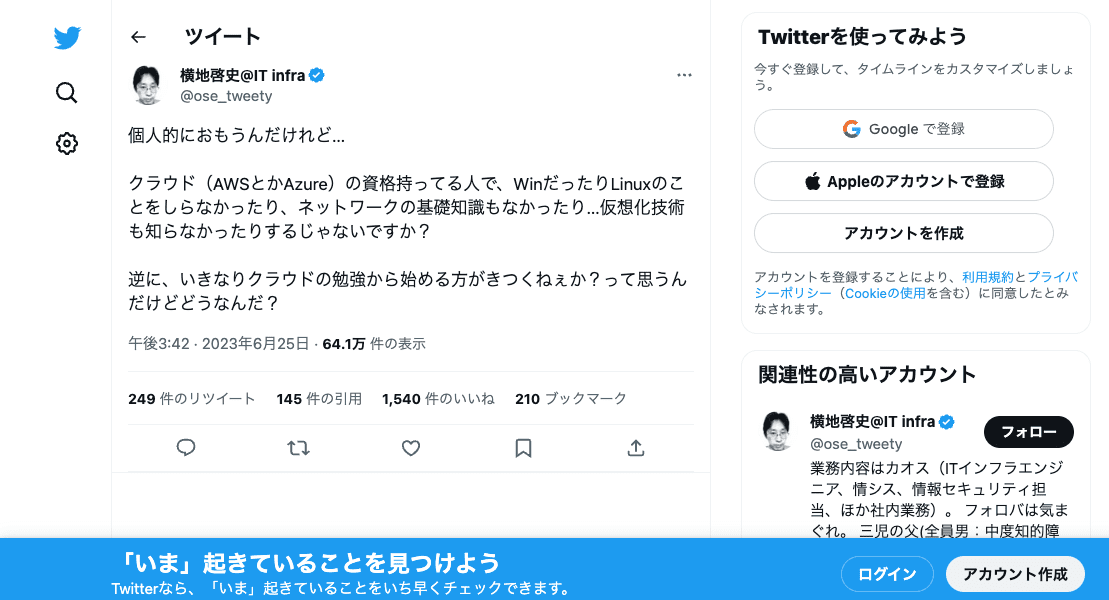 ツイート
横地啓史@IT infra
@ose_tweety
個人的におもうんだけれど...
クラウド（AWSとかAzure）の資格持ってる人で、WinだったりLinuxのこ
とをしらなかったり、ネットワークの基礎知識もなかったり...仮想化技術
も知らなかったりするじゃないですか？
逆に、いきなりクラウドの勉強から始める方がきつくねぇか？って思うん
だけどどうなんだ？
午後3:42 · 2023年6月25日 · 64.1万 件の表示
249 件のリツイート 145 件の引用 1,540 件のいいね 210 ブックマーク
Twitterを使ってみよう
今すぐ登録して、タイムラインをカスタマイズしましょ
う。
Google で登録
Appleのアカウントで登録
アカウントを作成
アカウントを登録することにより、利用規約とプライバ
シーポリシー（Cookieの使用を含む）に同意したとみ
なされます。
関連性の高いアカウント
横地啓史@IT infra
@ose_tweety
フォロー
業務内容はカオス（ITインフラエンジ
ニア、情シス、情報セキュリティ担
当、ほか社内業務）。 フォロバは気ま
ぐれ。 三児の父(全員男：中度知的障
「いま」起きていることを見つけよう
Twitterなら、「いま」起きていることをいち早くチェックできます。
ログイン
アカウント作成